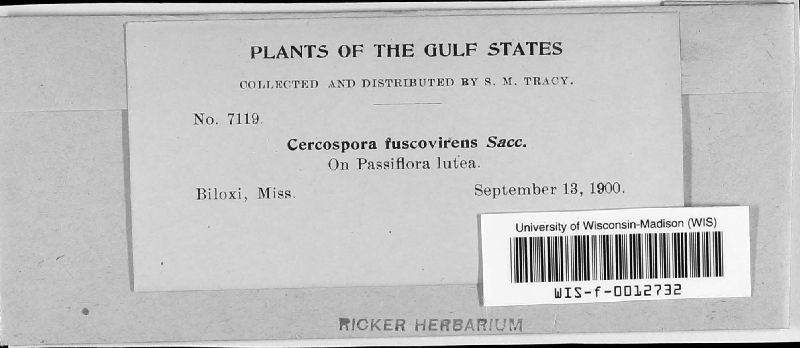 PLANTS OF THE GULF STATES
COLLECTED AND DISTRIBUTED BY S. M. TRACY.
No. 7119.
Cercospora fuscovirens Sacc.
On Passiflora lutea.
Biloxi, Miss. September 13, 1900.
University of Wisconsin-Madison (WIS)
WIS-f-0012732
RICKER HERBARIUM